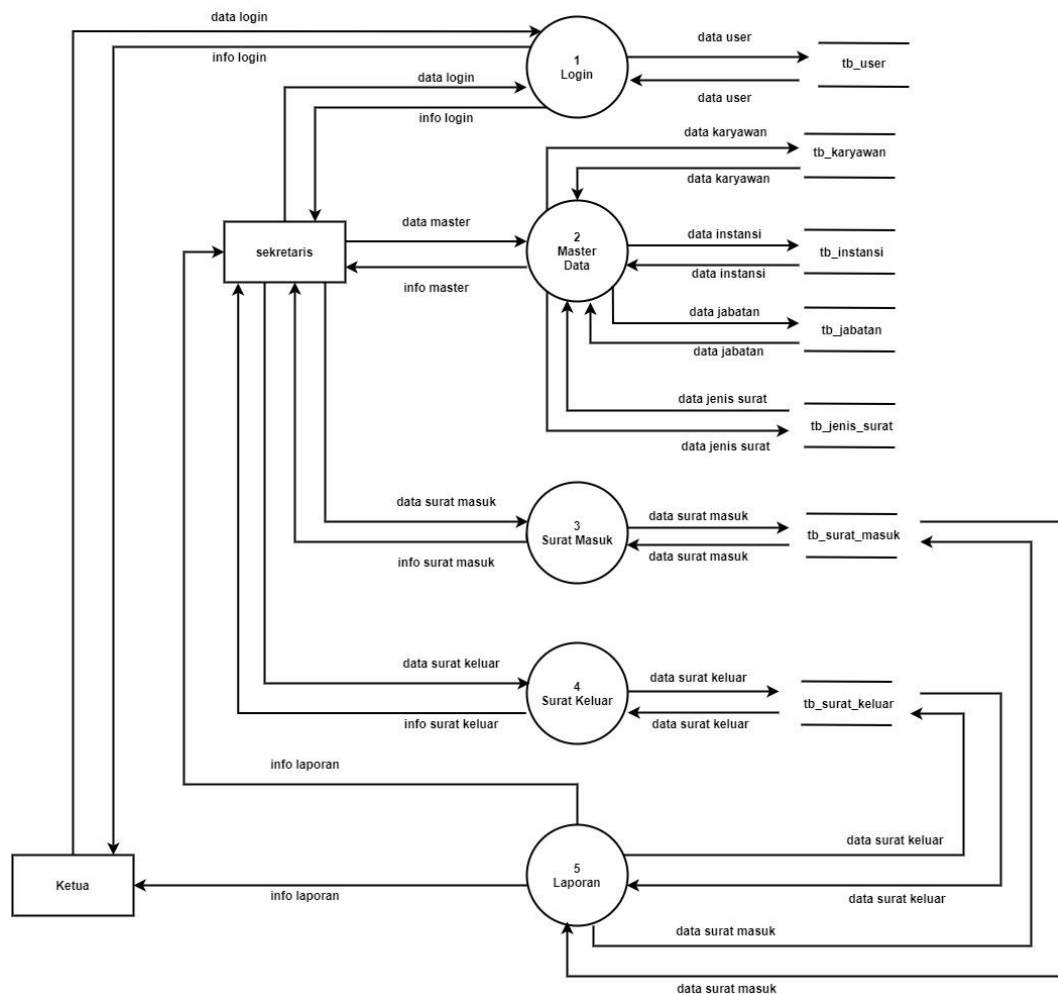 data login
info login
data login
info login
1
Login
data user
data user
tb_user
data karyawan
data karyawan
tb_karyawan
sekretaris
data master
info master
2
Master
Data
data instansi
data instansi
tb_instansi
data jabatan
data jabatan
tb_jabatan
data jenis surat
data jenis surat
tb_jenis_surat
data surat masuk
info surat masuk
3
Surat Masuk
data surat masuk
data surat masuk
tb_surat_masuk
data surat keluar
info surat keluar
4
Surat Keluar
data surat keluar
data surat keluar
tb_surat_keluar
info laporan
Ketua
info laporan
5
Laporan
data surat keluar
data surat keluar
data surat masuk
data surat masuk